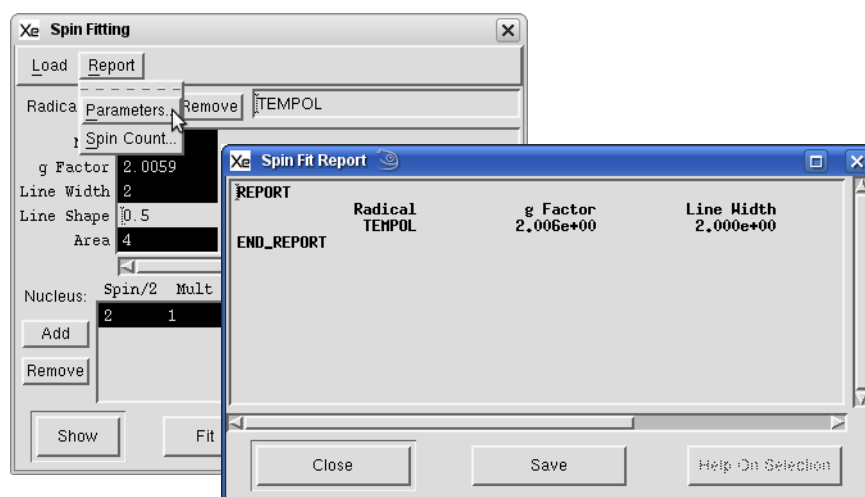 Xe Spin Fitting
Load Report
Parameters...
Remove
TEMPOL
Spin Count...
g Factor 2.0059
Line Width 2
Line Shape 0.5
Area 4
Nucleus:
Spin/2 Mult
2 1
Add
Remove
Show
Fit
Xe Spin Fit Report
REPORT
Radical g Factor Line Width
TEMPOL 2.006e+00 2.000e+00
END_REPORT
Close
Save
Help On Selection